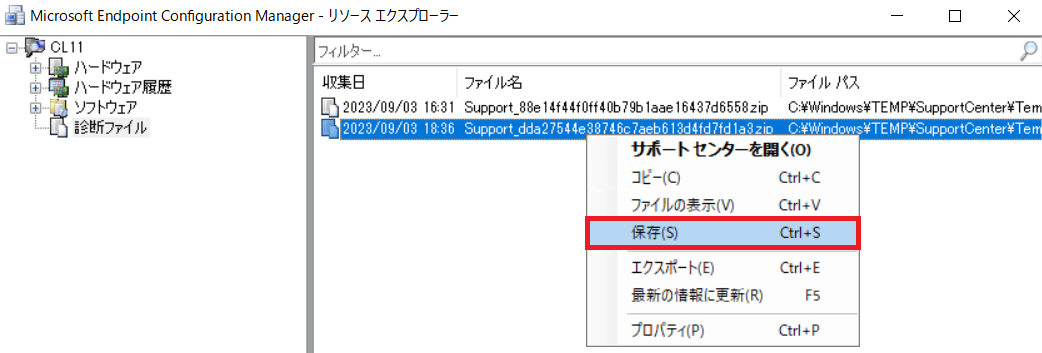 Microsoft Endpoint Configuration Manager - リソース エクスプローラー
CL11
ハードウェア
ハードウェア履歴
ソフトウェア
診断ファイル
フィルター...
収集日 ファイル名 ファイル パス
2023/09/03 16:31 Support_88e14f44f0ff40b79b1aae16437d6558.zip C:¥Windows¥TEMP¥SupportCenter¥Tem
2023/09/03 18:36 Support_dda27544e38746c7aeb613d4fd7fd1a3.zip C:¥Windows¥TEMP¥SupportCenter¥Tem
サポート センターを開く(O)
コピー(C) Ctrl+C
ファイルの表示(V) Ctrl+V
保存(S) Ctrl+S
エクスポート(E) Ctrl+E
最新の情報に更新(R) F5
プロパティ(P) Ctrl+P